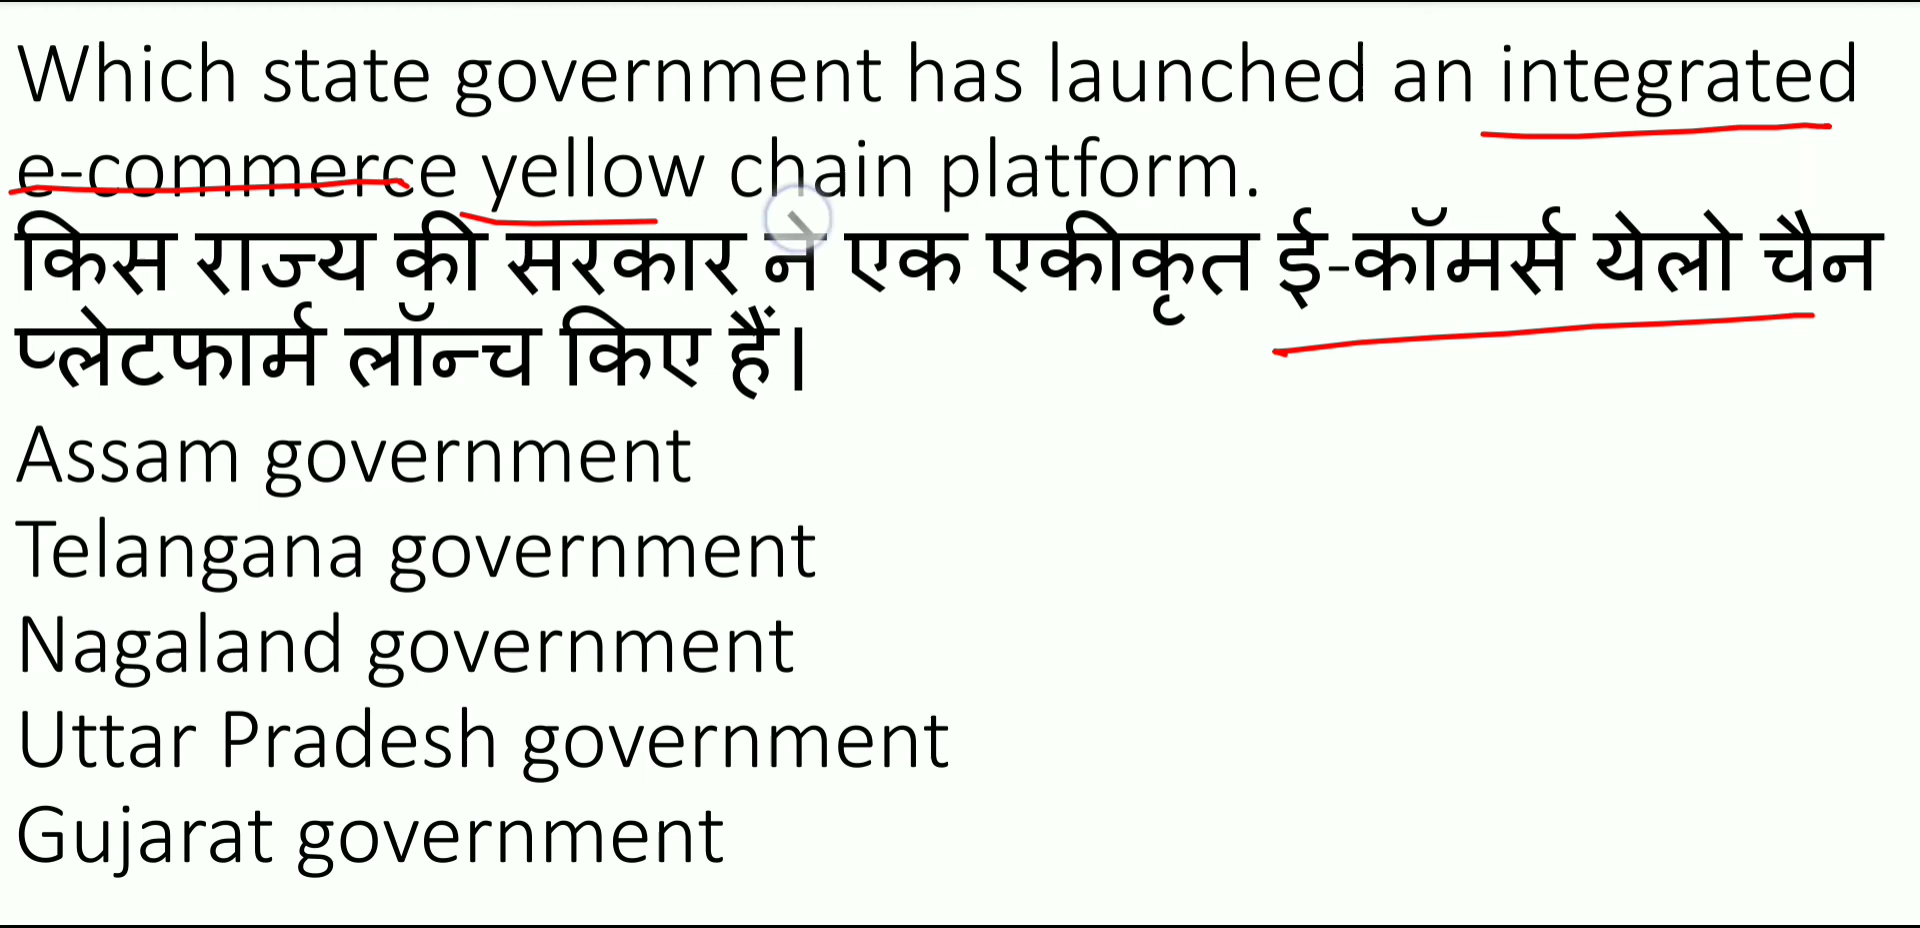 Which state government has launched an integrated
e-commerce yellow chain platform.
किस राज्य की सरकार ने एक एकीकृत ई-कॉमर्स येलो चैन
प्लेटफार्म लॉन्च किए हैं।
Assam government
Telangana government
Nagaland government
Uttar Pradesh government
Gujarat government